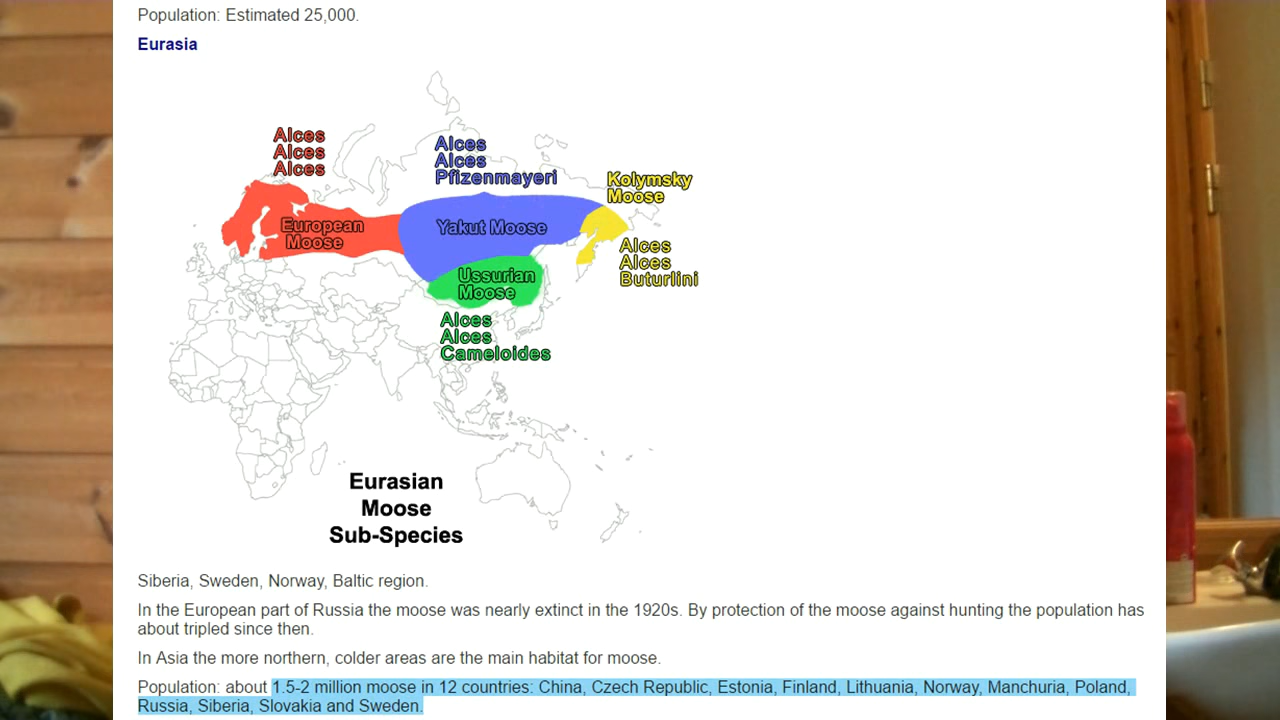 Population: Estimated 25,000.
Eurasia
Alces
Alces
Alces
Alces
Alces
Pfizenmayeri
Kolymsky
Moose
European
Moose
Yakut Moose
Alces
Alces
Buturlini
Ussurian
Moose
Alces
Alces
Cameloides
Eurasian
Moose
Sub-Species
Siberia, Sweden, Norway, Baltic region.
In the European part of Russia the moose was nearly extinct in the 1920s. By protection of the moose against hunting the population has
about tripled since then.
In Asia the more northern, colder areas are the main habitat for moose.
Population: about 1.5-2 million moose in 12 countries: China, Czech Republic, Estonia, Finland, Lithuania, Norway, Manchuria, Poland,
Russia, Siberia, Slovakia and Sweden.